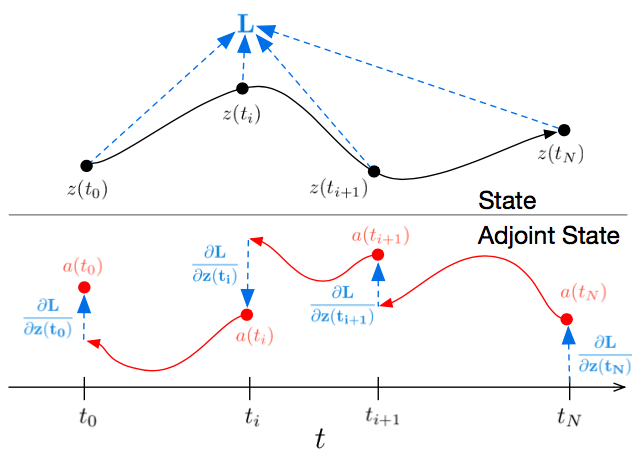 L
z(t_i)
z(t_N)
z(t_0)
z(t_{i+1})
State
Adjoint State
a(t_{i+1})
∂L/∂z(t_i)
a(t_0)
a(t_N)
∂L/∂z(t_{i+1})
∂L/∂z(t_0)
a(t_i)
∂L/∂z(t_N)
t_0 t_i t_{i+1} t_N
t